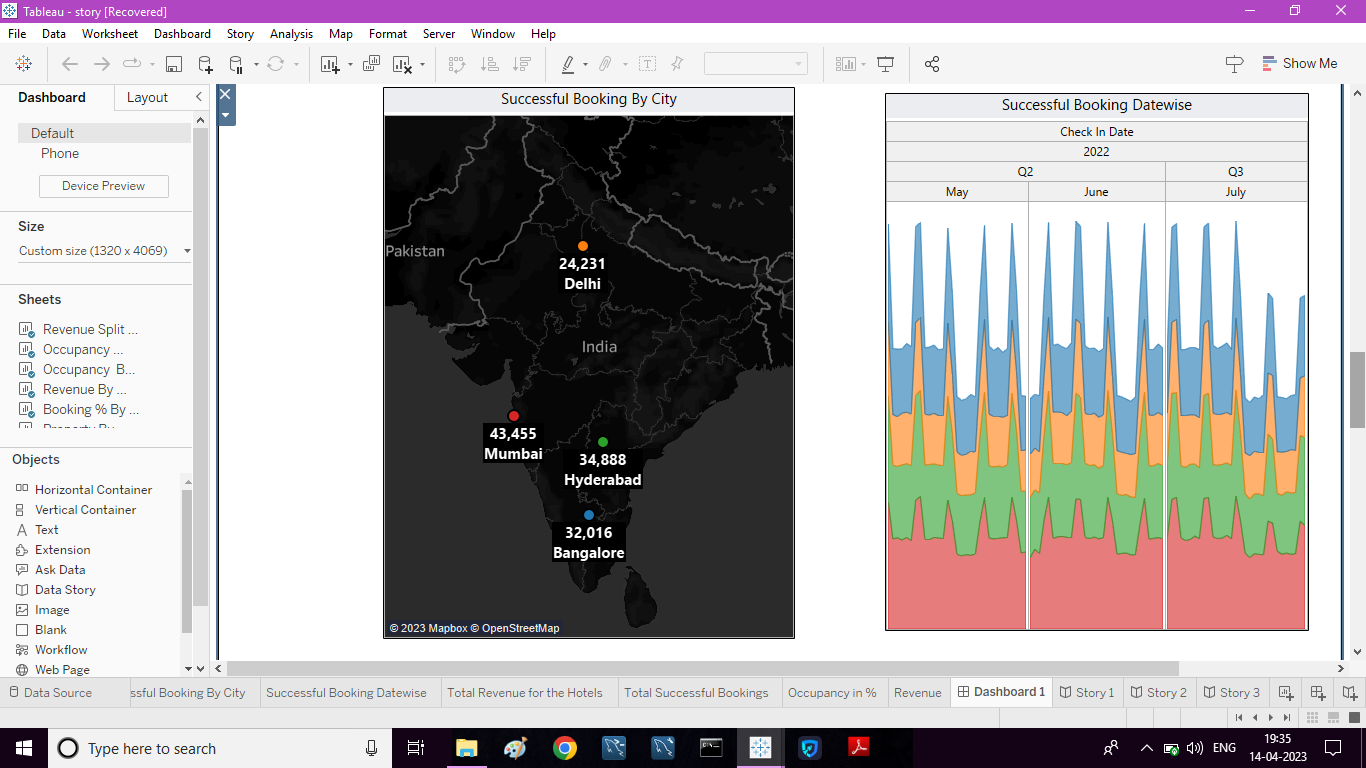 Tableau - story [Recovered]
File Data Worksheet Dashboard Story Analysis Map Format Server Window Help
Show Me
Dashboard Layout
Default
Phone
Device Preview
Size
Custom size (1320 x 4069)
Sheets
Revenue Split ...
Occupancy ...
Occupancy B...
Revenue By ...
Booking % By ...
Objects
Horizontal Container
Vertical Container
Text
Extension
Ask Data
Data Story
Image
Blank
Workflow
Web Page
Successful Booking By City
Pakistan
India
24,231
Delhi
43,455
Mumbai
34,888
Hyderabad
32,016
Bangalore
© 2023 Mapbox © OpenStreetMap
Successful Booking Datewise
Check In Date
2022
Q2 Q3
May June July
Data Source ssful Booking By City Successful Booking Datewise Total Revenue for the Hotels Total Successful Bookings Occupancy in % Revenue Dashboard 1 Story 1 Story 2 Story 3
Type here to search
ENG
19:35
14-04-2023